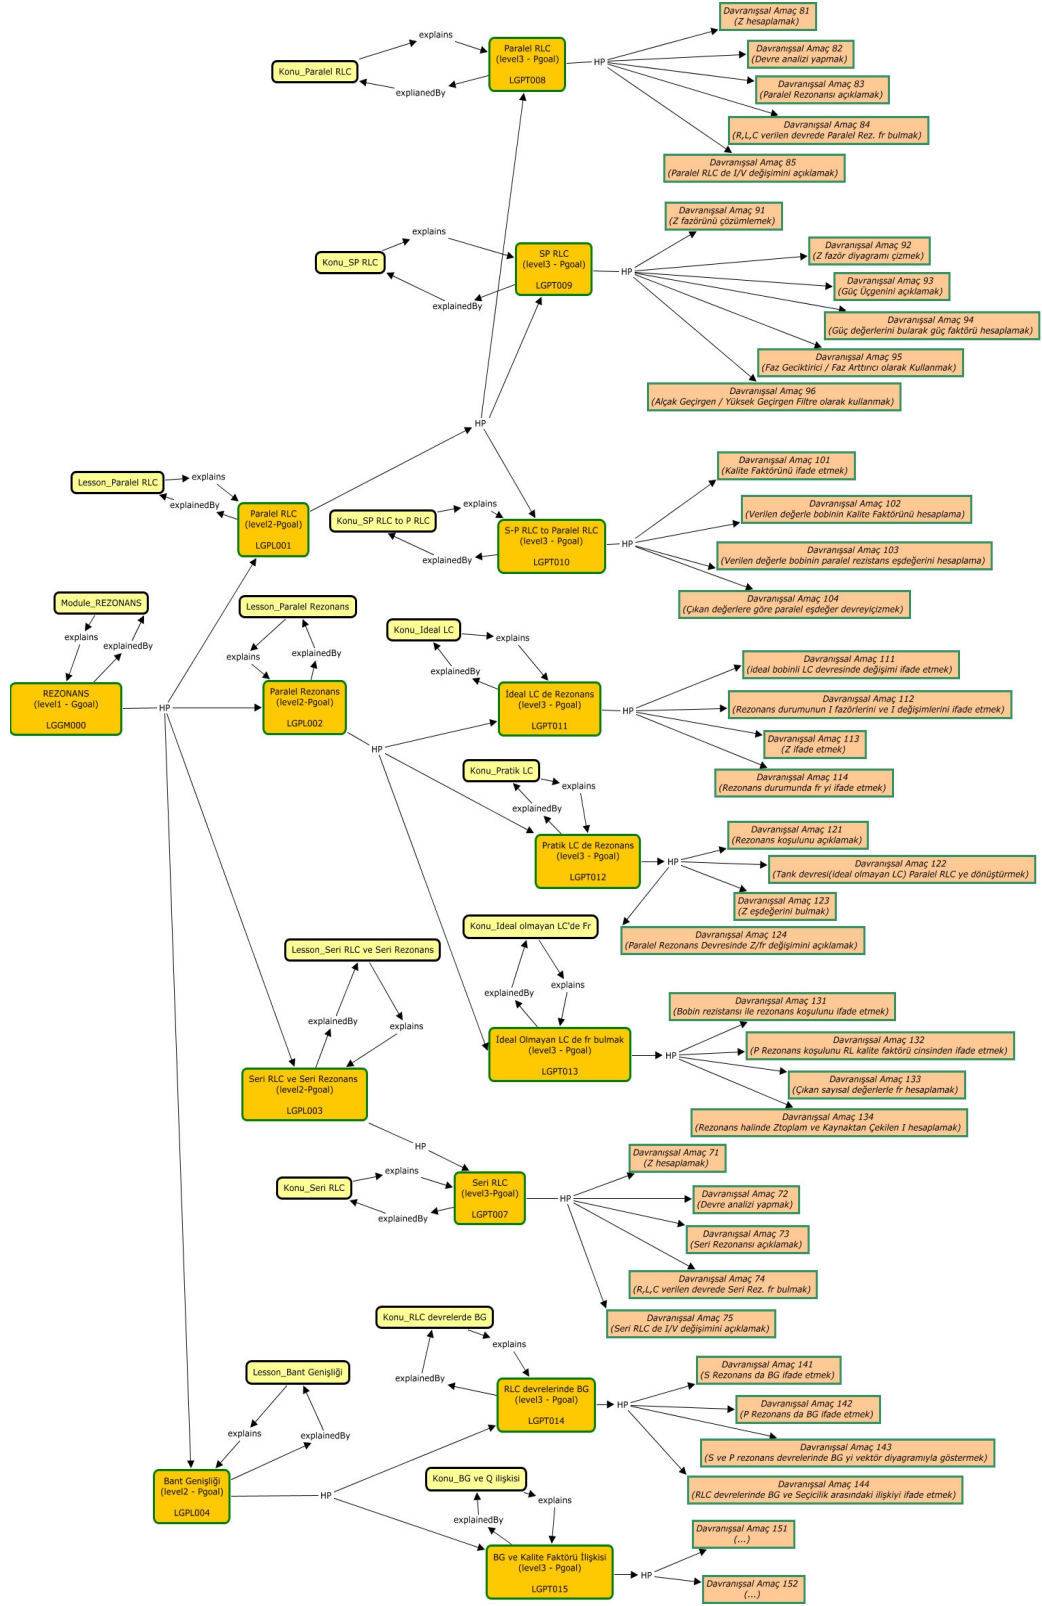 Davranışsal Amaç 81
(Z hesaplamak)
explains
Paralel RLC
(level3 - Pgoal)
LGPT008
Davranışsal Amaç 82
(Devre analizi yapmak)
HP
Konu_Paralel RLC
explianedBy
Davranışsal Amaç 83
(Paralel Rezonansı açıklamak)
Davranışsal Amaç 84
(R,L,C verilen devrede Paralel Rez. fr bulmak)
Davranışsal Amaç 85
(Paralel RLC de I/V değişimini açıklamak)
Davranışsal Amaç 91
(Z fazörünü çözümlemek)
explains
Konu_SP RLC
SP RLC
(level3 - Pgoal)
LGPT009
explainedBy
HP
Davranışsal Amaç 92
(Z fazör diyagramı çizmek)
Davranışsal Amaç 93
(Güç Üçgenini açıklamak)
Davranışsal Amaç 94
(Güç değerlerini bularak güç faktörü hesaplamak)
Davranışsal Amaç 95
(Faz Geciktirici / Faz Arttırıcı olarak Kullanmak)
Davranışsal Amaç 96
(Alçak Geçirgen / Yüksek Geçirgen Filtre olarak kullanmak)
HP
Lesson_Paralel RLC
explains
explainedBy
Paralel RLC
(level2-Pgoal)
LGPL001
Konu_SP RLC to P RLC
explains
explainedBy
S-P RLC to Paralel RLC
(level3 - Pgoal)
LGPT010
HP
Davranışsal Amaç 101
(Kalite Faktörünü ifade etmek)
Davranışsal Amaç 102
(Verilen değerle bobinin Kalite Faktörünü hesaplama)
Davranışsal Amaç 103
(Verilen değerle bobinin paralel rezistans eşdeğerini hesaplama)
Davranışsal Amaç 104
(Çıkan değerlere göre paralel eşdeğer devreyiçizmek)
Module_REZONANS
explains
explainedBy
REZONANS
(level1 - Ggoal)
LGGM000
HP
Lesson_Paralel Rezonans
explains
explainedBy
Paralel Rezonans
(level2-Pgoal)
LGPL002
HP
Konu_Ideal LC
explains
explainedBy
İdeal LC de Rezonans
(level3 - Pgoal)
LGPT011
HP
Davranışsal Amaç 111
(ideal bobinli LC devresinde değişimi ifade etmek)
Davranışsal Amaç 112
(Rezonans durumunun I fazörlerini ve I değişimlerini ifade etmek)
Davranışsal Amaç 113
(Z ifade etmek)
Davranışsal Amaç 114
(Rezonans durumunda fr yi ifade etmek)
Konu_Pratik LC
explains
explainedBy
Pratik LC de Rezonans
(level3 - Pgoal)
LGPT012
HP
Davranışsal Amaç 121
(Rezonans koşulunu açıklamak)
Davranışsal Amaç 122
(Tank devresi(ideal olmayan LC) Paralel RLC ye dönüştürmek)
Davranışsal Amaç 123
(Z eşdeğerini bulmak)
Davranışsal Amaç 124
(Paralel Rezonans Devresinde Z/fr değişimini açıklamak)
Konu_Ideal olmayan LC'de Fr
explains
explainedBy
İdeal Olmayan LC de fr bulmak
(level3 - Pgoal)
LGPT013
HP
Davranışsal Amaç 131
(Bobin rezistansı ile rezonans koşulunu ifade etmek)
Davranışsal Amaç 132
(P Rezonans koşulunu RL kalite faktörü cinsinden ifade etmek)
Davranışsal Amaç 133
(Çıkan sayısal değerlerle fr hesaplamak)
Davranışsal Amaç 134
(Rezonans halinde Ztoplam ve Kaynaktan Çekilen I hesaplamak)
Lesson_Seri RLC ve Seri Rezonans
explainedBy
explains
Seri RLC ve Seri Rezonans
(level2-Pgoal)
LGPL003
HP
Konu_Seri RLC
explains
explainedBy
Seri RLC
(level3-Pgoal)
LGPT007
HP
Davranışsal Amaç 71
(Z hesaplamak)
Davranışsal Amaç 72
(Devre analizi yapmak)
Davranışsal Amaç 73
(Seri Rezonansı açıklamak)
Davranışsal Amaç 74
(R,L,C verilen devrede Seri Rez. fr bulmak)
Davranışsal Amaç 75
(Seri RLC de I/V değişimini açıklamak)
Konu_RLC devrelerde BG
explains
explainedBy
RLC devrelerinde BG
(level3 - Pgoal)
LGPT014
HP
Davranışsal Amaç 141
(S Rezonans da BG ifade etmek)
Davranışsal Amaç 142
(P Rezonans da BG ifade etmek)
Davranışsal Amaç 143
(S ve P rezonans devrelerinde BG yi vektör diyagramıyla göstermek)
Davranışsal Amaç 144
(RLC devrelerinde BG ve Seçicilik arasındaki ilişkiyi ifade etmek)
Lesson_Bant Genişliği
explains
explainedBy
Bant Genişliği
(level2 - Pgoal)
LGPL004
HP
Konu_BG ve Q ilişkisi
explains
explainedBy
BG ve Kalite Faktörü İlişkisi
(level3 - Pgoal)
LGPT015
HP
Davranışsal Amaç 151
(...)
Davranışsal Amaç 152
(...)